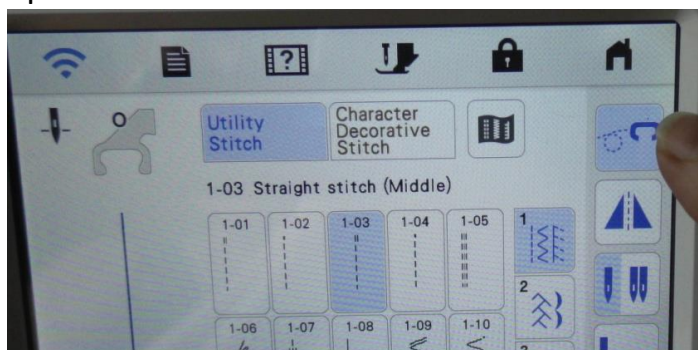 ?
Utility
Stitch
Character
Decorative
Stitch
1-03 Straight stitch (Middle)
1-01 1-02 1-03 1-04 1-05
1
2
1-06 1-07 1-08 1-09 1-10